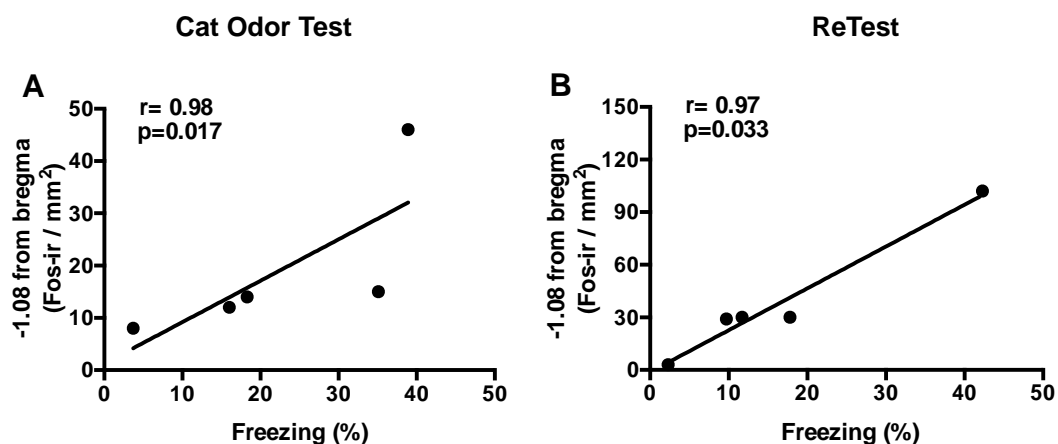 Cat Odor Test
A
r= 0.98
p=0.017
-1.08 from bregma
(Fos-ir / mm²)
50
40
30
20
10
0
0 10 20 30 40 50
Freezing (%)
ReTest
B
r= 0.97
p=0.033
-1.08 from bregma
(Fos-ir / mm²)
150
120
90
60
30
0
0 10 20 30 40 50
Freezing (%)